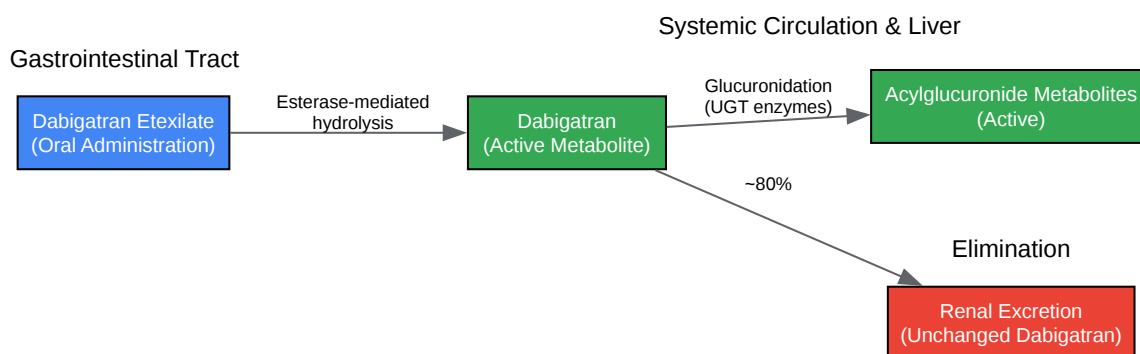 Systemic Circulation & Liver
Gastrointestinal Tract
Dabigatran Etexilate
(Oral Administration)
Esterase-mediated
hydrolysis
Dabigatran
(Active Metabolite)
Glucuronidation
(UGT enzymes)
Acylglucuronide Metabolites
(Active)
~80%
Elimination
Renal Excretion
(Unchanged Dabigatran)